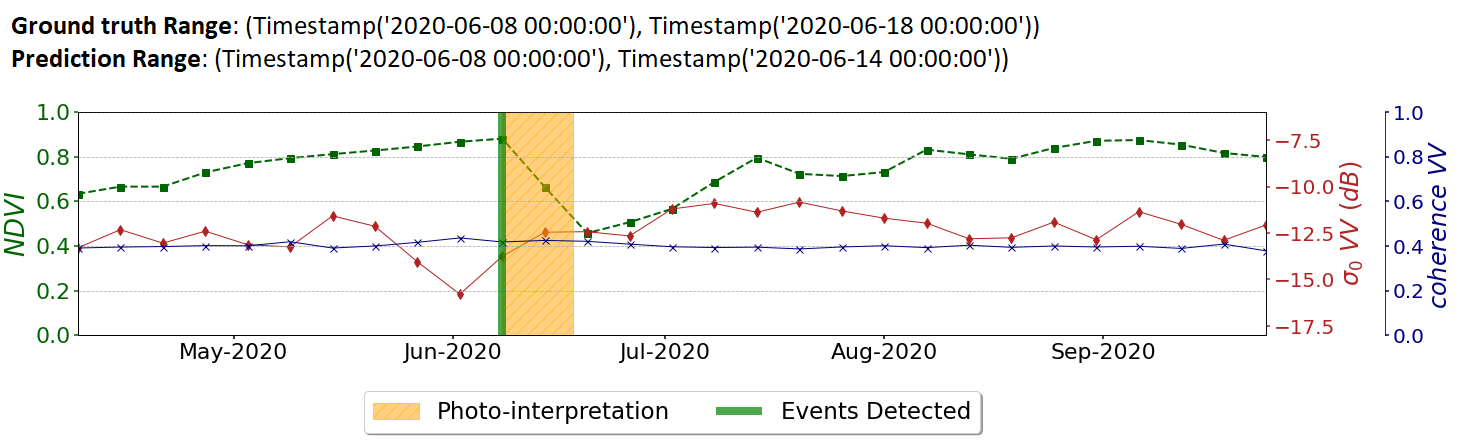 Ground truth Range: (Timestamp('2020-06-08 00:00:00'), Timestamp('2020-06-18 00:00:00'))
Prediction Range: (Timestamp('2020-06-08 00:00:00'), Timestamp('2020-06-14 00:00:00'))
1.0
0.8
0.6
0.4
0.2
0.0
NDVI
−7.5
−10.0
−12.5
−15.0
−17.5
σ0 VV (dB)
1.0
0.8
0.6
0.4
0.2
0.0
coherence VV
May-2020 Jun-2020 Jul-2020 Aug-2020 Sep-2020
Photo-interpretation Events Detected